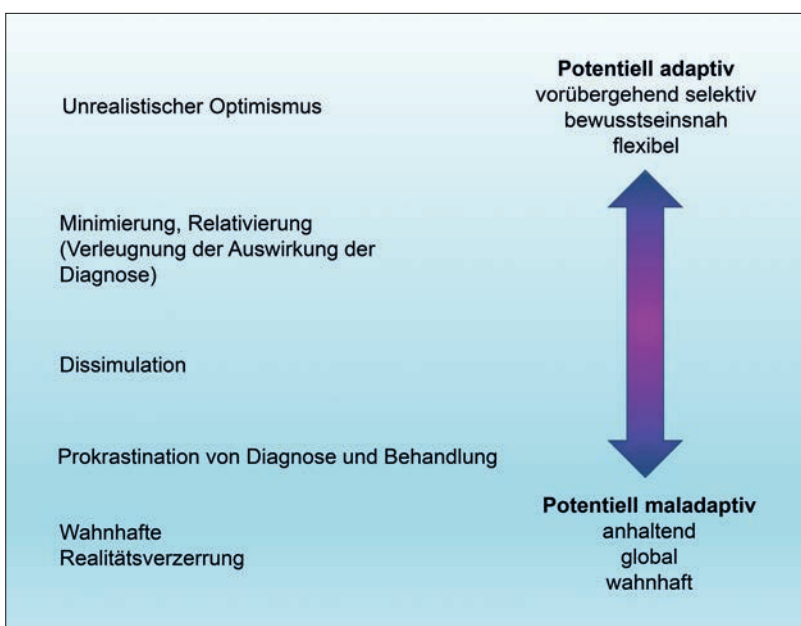 Unrealistischer Optimismus
Minimierung, Relativierung
(Verleugnung der Auswirkung der
Diagnose)
Dissimulation
Prokrastination von Diagnose und Behandlung
Wahnhafte
Realitätsverzerrung
Potentiell adaptiv
vorübergehend selektiv
bewusstseinsnah
flexibel
Potentiell maladaptiv
anhaltend
global
wahnhaft